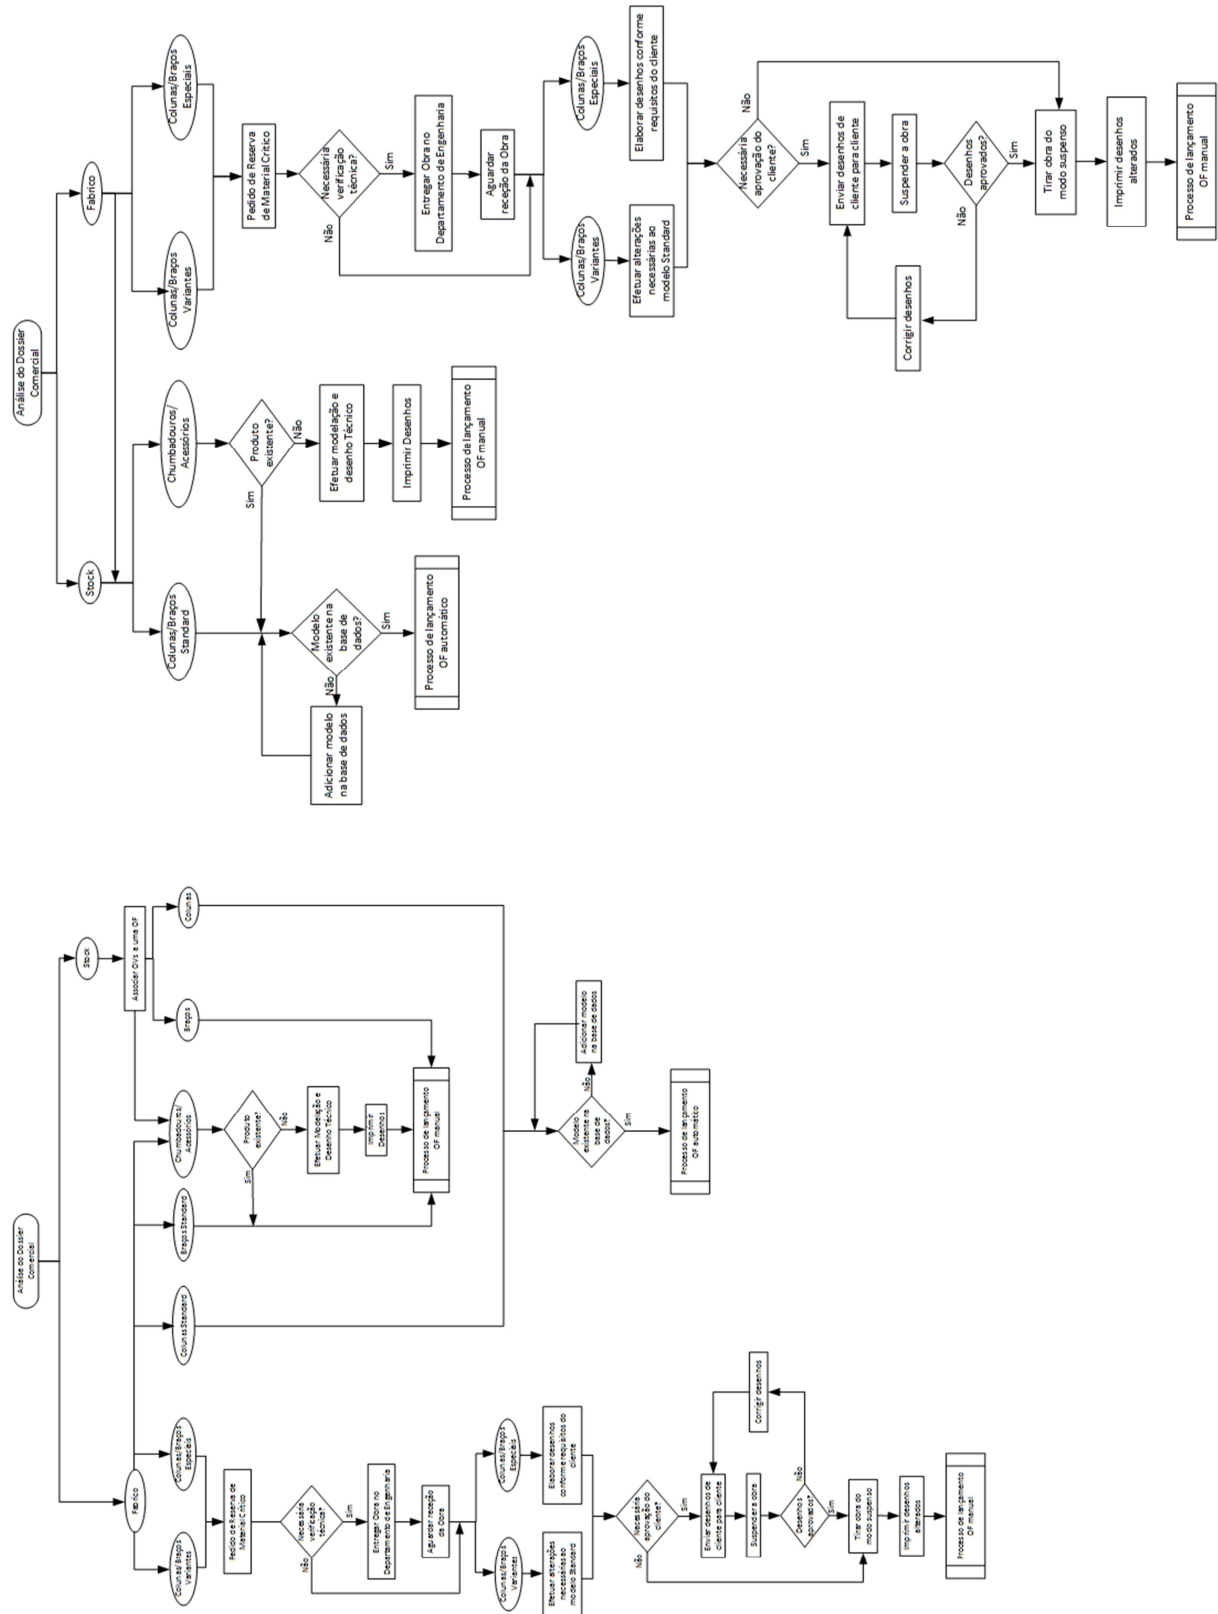 Análise do Dossier
Comercial
Stock
Fabrico
Colunas/Braços
Standard
Chumbadouros/
Acessórios
Colunas/Braços
Variantes
Colunas/Braços
Especiais
Produto
existente?
Sim
Não
Modelo
existente na
base de
dados?
Não
Sim
Adicionar modelo
na base de dados
Processo de lançamento
OF automático
Efetuar modelação e
desenho Técnico
Imprimir Desenhos
Processo de lançamento
OF manual
Pedido de Reserva
de Material Crítico
Necessária
verificação
técnica?
Não
Sim
Entregar Obra no
Departamento de Engenharia
Aguardar
receção da Obra
Colunas/Braços
Variantes
Colunas/Braços
Especiais
Efetuar alterações
necessárias ao
modelo Standard
Elaborar desenhos conforme
requisitos do cliente
Necessária
aprovação do
cliente?
Não
Sim
Enviar desenhos de
cliente para cliente
Suspender a obra
Desenhos
aprovados?
Não
Sim
Corrigir desenhos
Tirar obra do
modo suspenso
Imprimir desenhos
alterados
Processo de lançamento
OF manual
Análise do Dossier
Comercial
Fabrico
Stock
Associar OVs a uma OF
Colunas/Braços
Variantes
Colunas/Braços
Especiais
Colunas Standard
Braços Standard
Chumbadouros/
Acessórios
Braços
Colunas
Produto
existente?
Sim
Não
Efetuar Modelação e
Desenho Técnico
Imprimir
Desenhos
Processo de lançamento
OF manual
Modelo
existente na
base de
dados?
Não
Sim
Adicionar modelo
na base de dados
Processo de lançamento
OF automático
Pedido de Reserva de
Material Crítico
Necessária
verificação
técnica?
Não
Sim
Entregar Obra no
Departamento de Engenharia
Aguardar receção
da Obra
Colunas/Braços
Variantes
Colunas/Braços
Especiais
Efetuar alterações
necessárias ao
modelo Standard
Elaborar desenhos
conforme requisitos do
cliente
Necessária
aprovação do
cliente?
Não
Sim
Enviar desenhos de
cliente para cliente
Suspender a obra
Desenhos
aprovados?
Não
Sim
Corrigir desenhos
Tirar obra do
modo suspenso
Imprimir desenhos
alterados
Processo de lançamento
OF manual